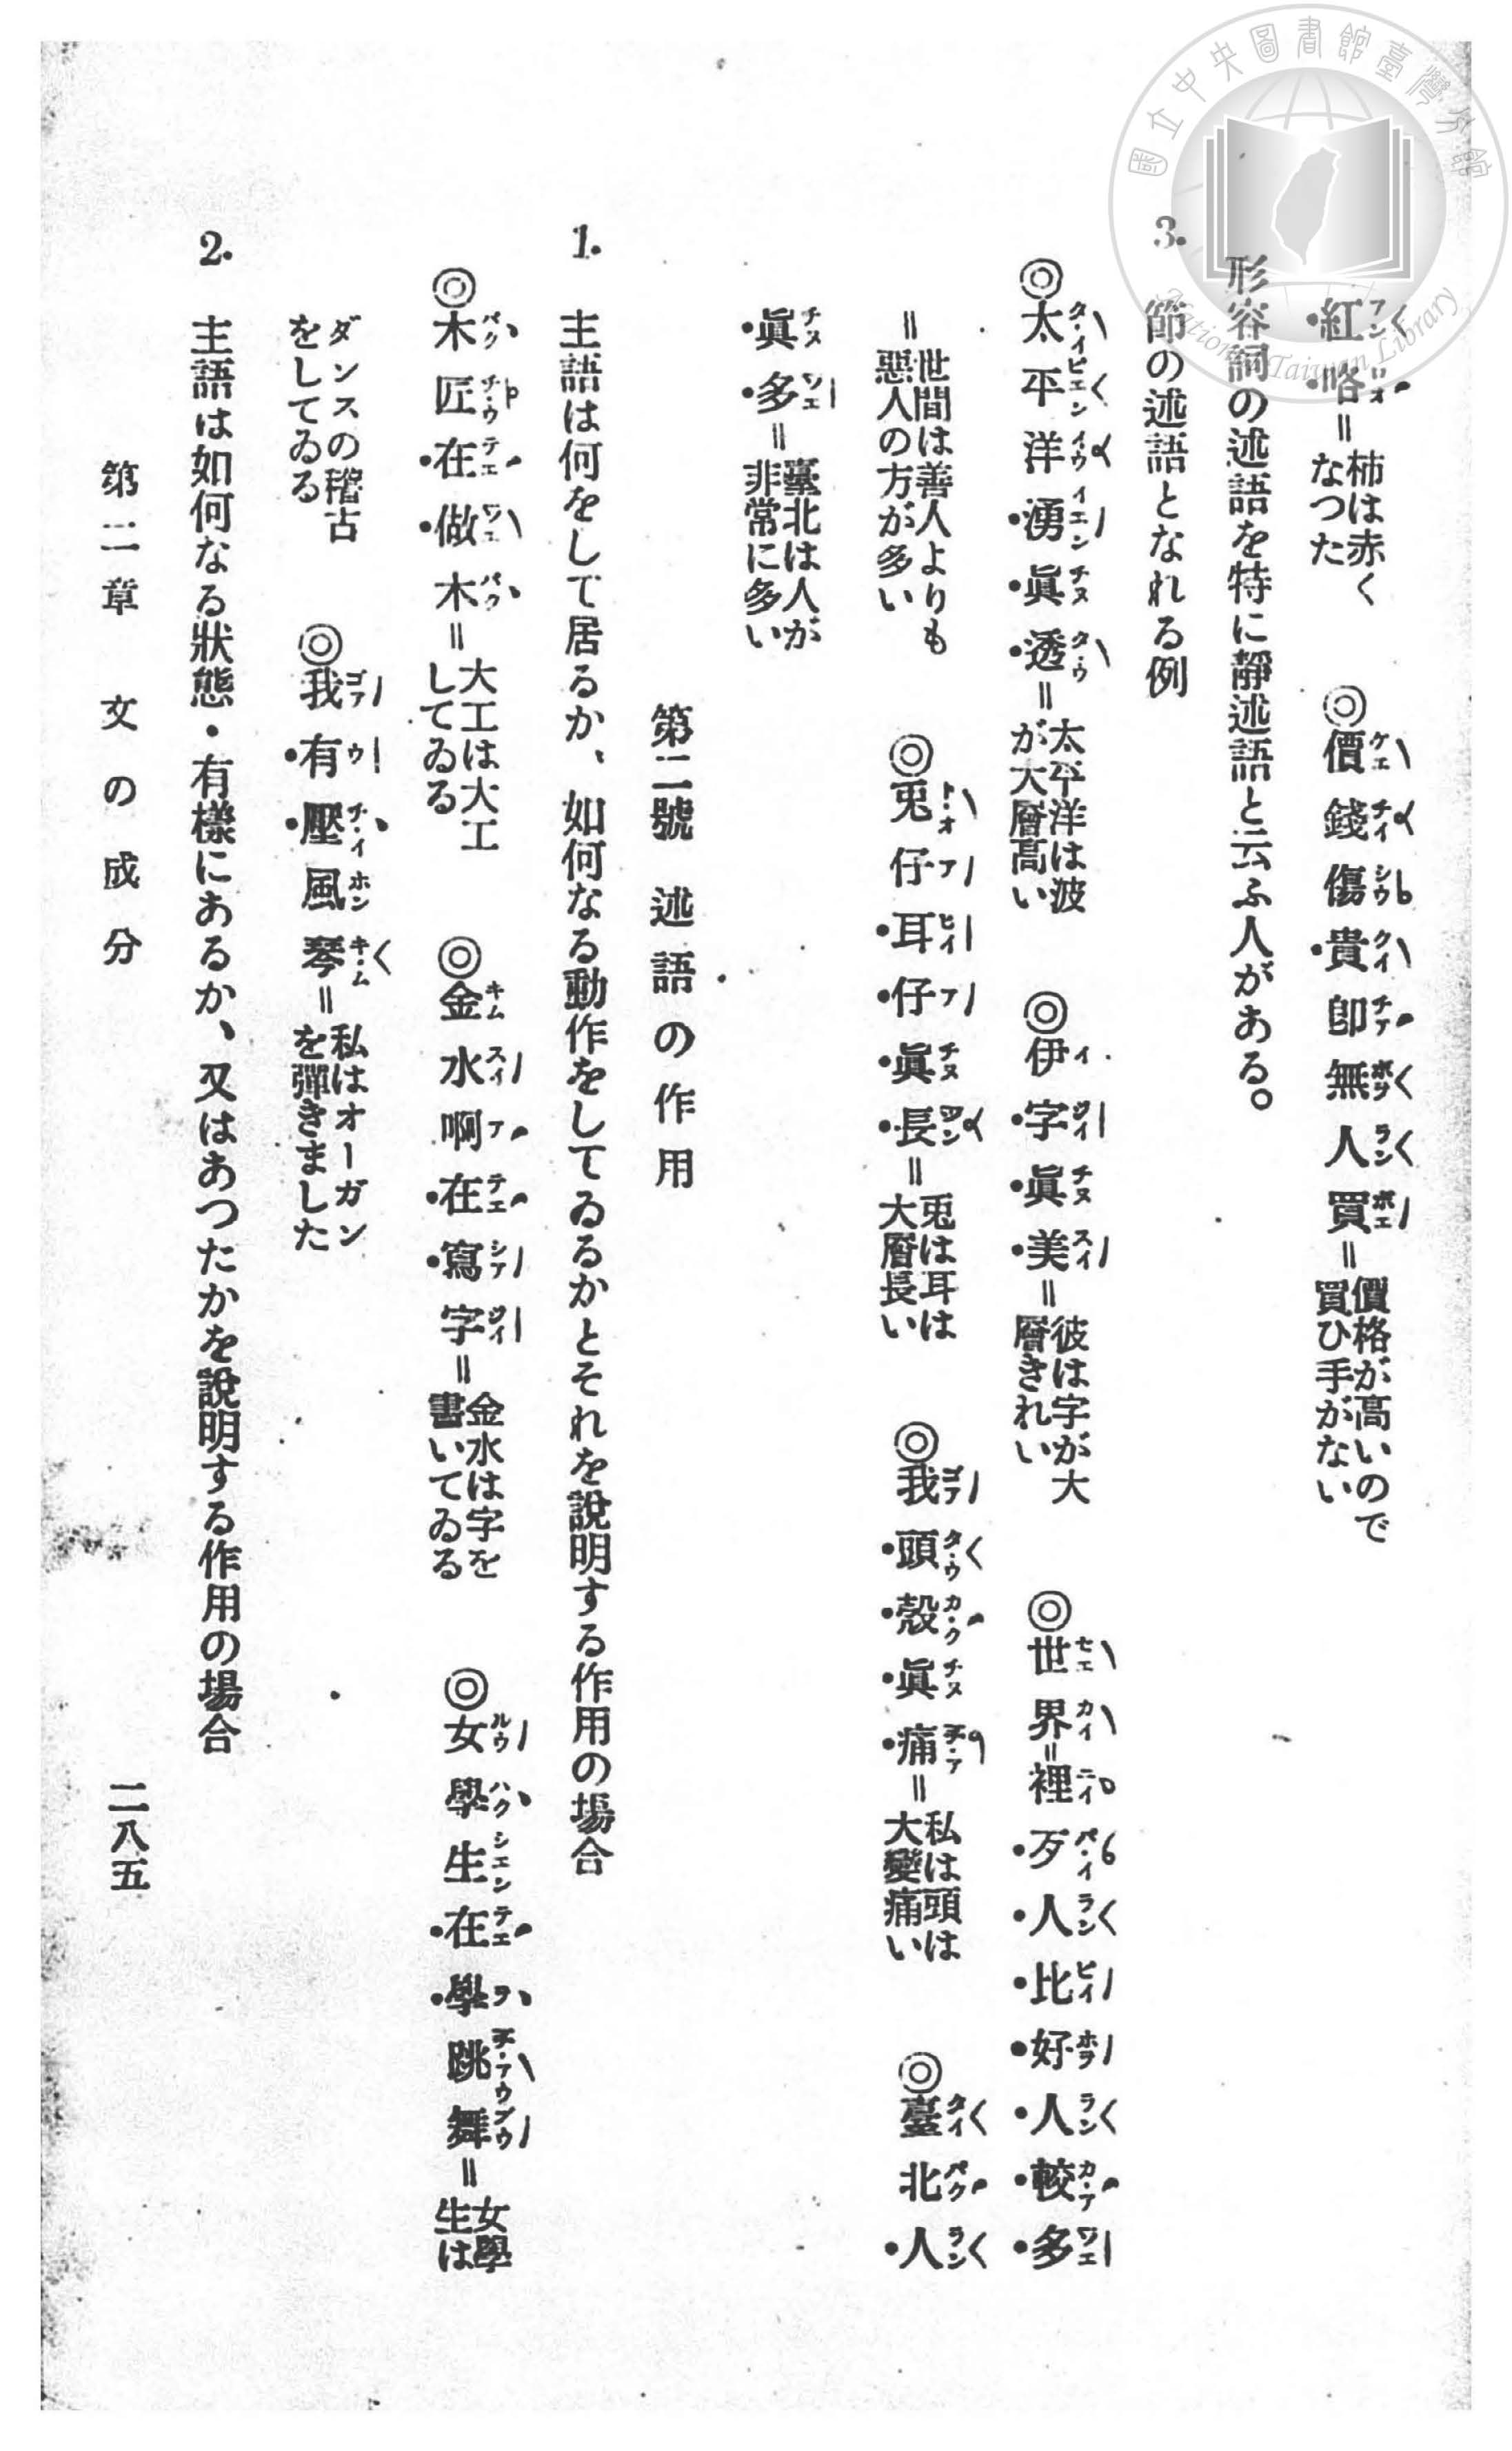 國立中央圖書館臺灣分館
National Taiwan Library
紅略＝柿は赤くなつた　◎價錢傷貴卽無人買＝價格が高いので買ひ手がない
形容詞の述語を特に靜述語と云ふ人がある。
3. 節の述語となれる例
◎太平洋湧眞透＝太平洋は波が大層高い　◎伊字眞美＝彼は字が大層きれい　◎世界＝裡歹人比好人較多
＝世間は善人よりも惡人の方が多い　◎兎仔耳仔眞長＝兎は耳は大層長い　◎我頭殼眞痛＝私は頭は大變痛い　◎臺北人
眞多＝臺北は人が非常に多い
第二號　述語の作用
1. 主語は何をして居るか、如何なる動作をしてゐるかとそれを說明する作用の場合
◎木匠在做木＝大工は大工してゐる　◎金水啊在寫字＝金水は字を書いてゐる　◎女學生在學跳舞＝女學生は
ダンスの稽古をしてゐる　◎我有壓風琴＝私はオーガンを彈きました
2. 主語は如何なる狀態・有樣にあるか、又はあつたかを說明する作用の場合
第二章　文の成分　二八五